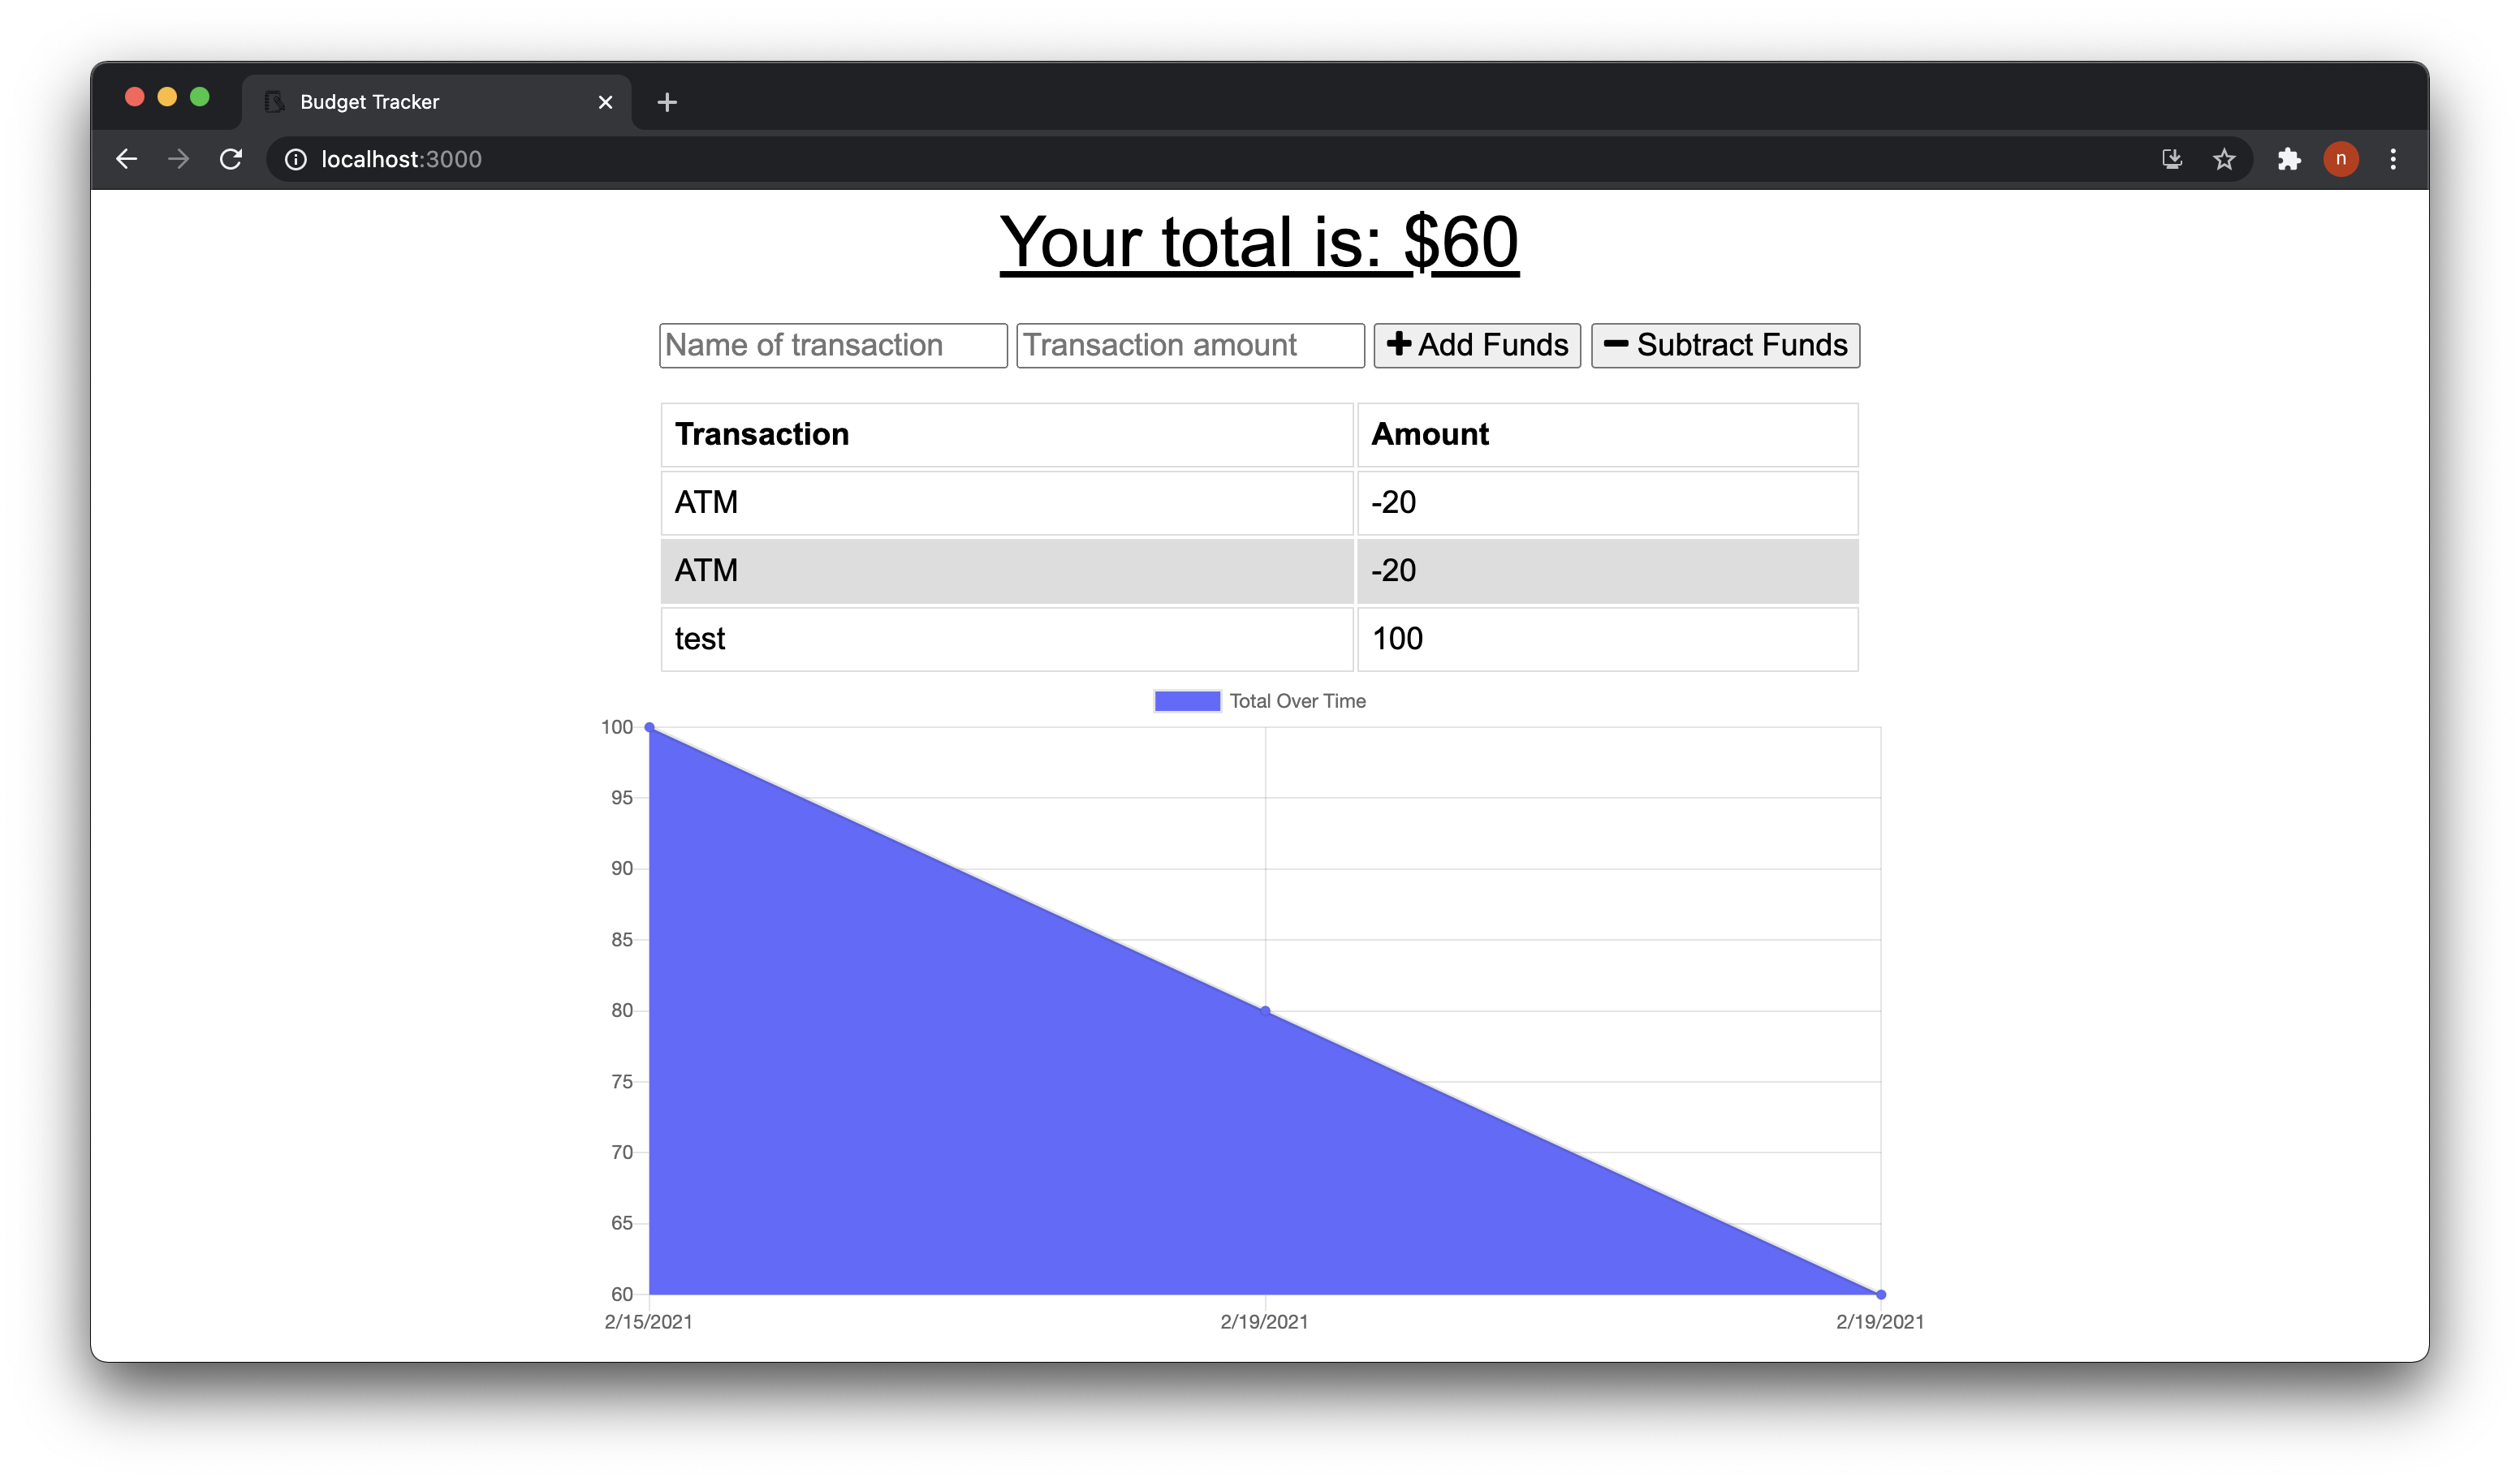 Budget Tracker
localhost:3000
n
Your total is: $60
Name of transaction Transaction amount Add Funds Subtract Funds
Transaction Amount
ATM -20
ATM -20
test 100
Total Over Time
100
95
90
85
80
75
70
65
60
2/15/2021 2/19/2021 2/19/2021